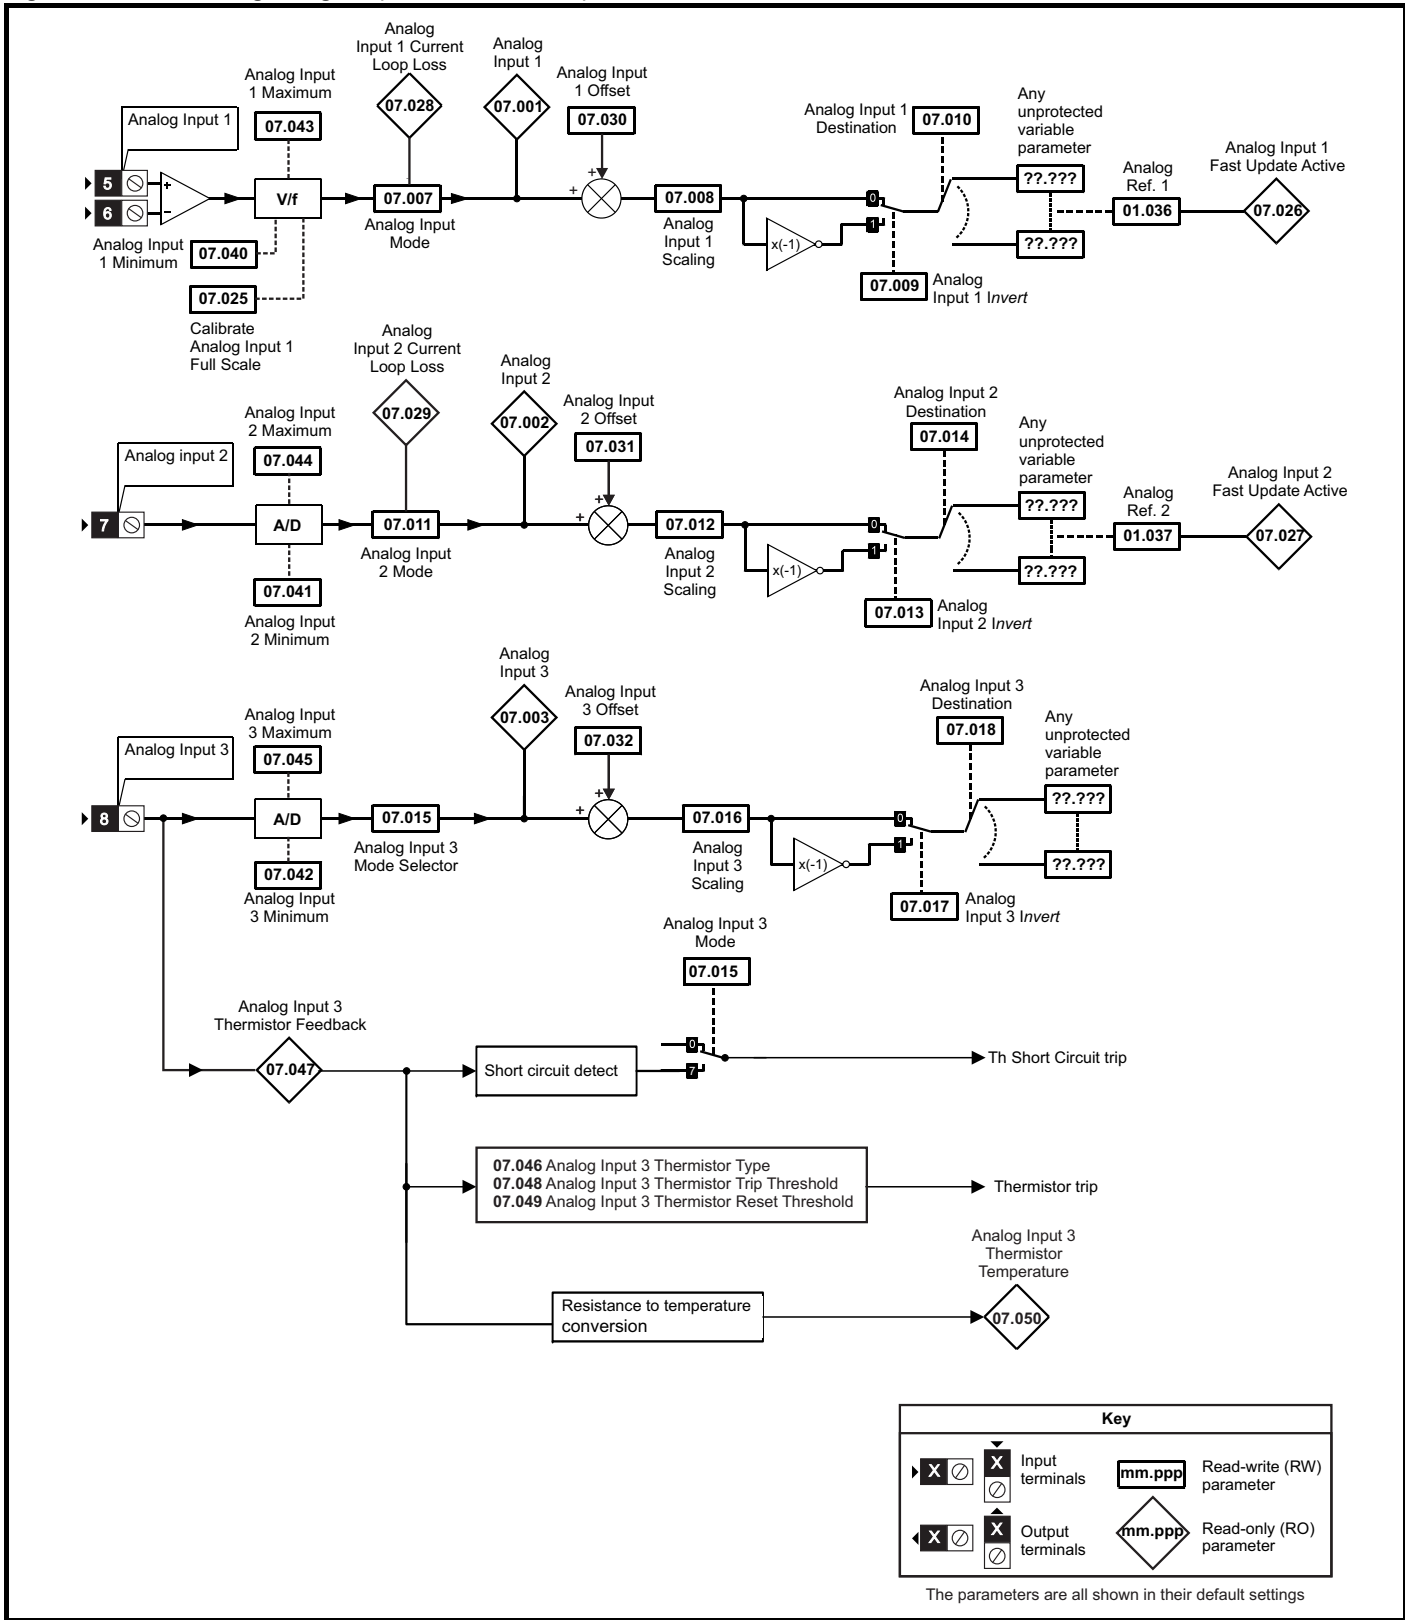 Analog
Input 1 Current
Loop Loss
Analog
Input 1
Analog Input
1 Maximum
Analog Input
1 Offset
Analog Input 1
07.043
07.028
07.001
07.030
Analog Input 1
Destination
07.010
Any
unprotected
variable
parameter
Analog Input 1
Fast Update Active
5
6
+
–
V/f
07.007
Analog Input
Mode
+
+
07.008
Analog
Input 1
Scaling
x(-1)
0
1
??.???
??.???
Analog
Ref. 1
01.036
07.026
Analog Input
1 Minimum
07.040
07.025
Calibrate
Analog Input 1
Full Scale
07.009
Analog
Input 1 Invert
Analog
Input 2 Current
Loop Loss
Analog
Input 2
Analog Input
2 Maximum
Analog Input
2 Offset
Analog input 2
07.044
07.029
07.002
07.031
Analog Input 2
Destination
07.014
Any
unprotected
variable
parameter
Analog Input 2
Fast Update Active
7
A/D
07.011
Analog Input
2 Mode
+
+
07.012
Analog
Input 2
Scaling
x(-1)
0
1
??.???
??.???
Analog
Ref. 2
01.037
07.027
07.041
Analog Input
2 Minimum
07.013
Analog
Input 2 Invert
Analog
Input 3
Analog Input
3 Maximum
Analog Input
3 Offset
Analog Input 3
07.045
07.003
07.032
Analog Input 3
Destination
07.018
Any
unprotected
variable
parameter
8
A/D
07.015
Analog Input 3
Mode Selector
+
+
07.016
Analog
Input 3
Scaling
x(-1)
0
1
??.???
??.???
07.042
Analog Input
3 Minimum
07.017
Analog
Input 3 Invert
Analog Input 3
Mode
07.015
Analog Input 3
Thermistor Feedback
07.047
Short circuit detect
0
7
Th Short Circuit trip
07.046 Analog Input 3 Thermistor Type
07.048 Analog Input 3 Thermistor Trip Threshold
07.049 Analog Input 3 Thermistor Reset Threshold
Thermistor trip
Analog Input 3
Thermistor
Temperature
Resistance to temperature
conversion
07.050
Key
X
X
Input
terminals
mm.ppp
Read-write (RW)
parameter
X
X
Output
terminals
mm.ppp
Read-only (RO)
parameter
The parameters are all shown in their default settings